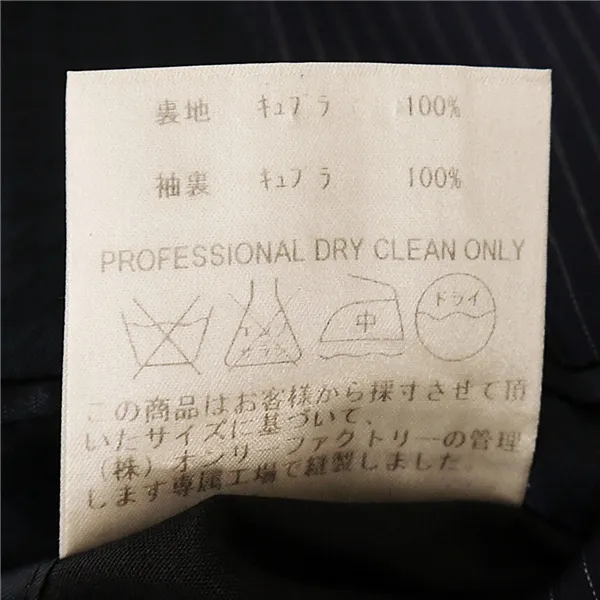 裏地 キュプラ 100%
袖裏 キュプラ 100%
PROFESSIONAL DRY CLEAN ONLY
エンソ
サラシ
中
ドライ
この商品はお客様から採寸させて頂
いたサイズに基づいて、
(株)オンリーファクトリーの管理
します専属工場で縫製しました。